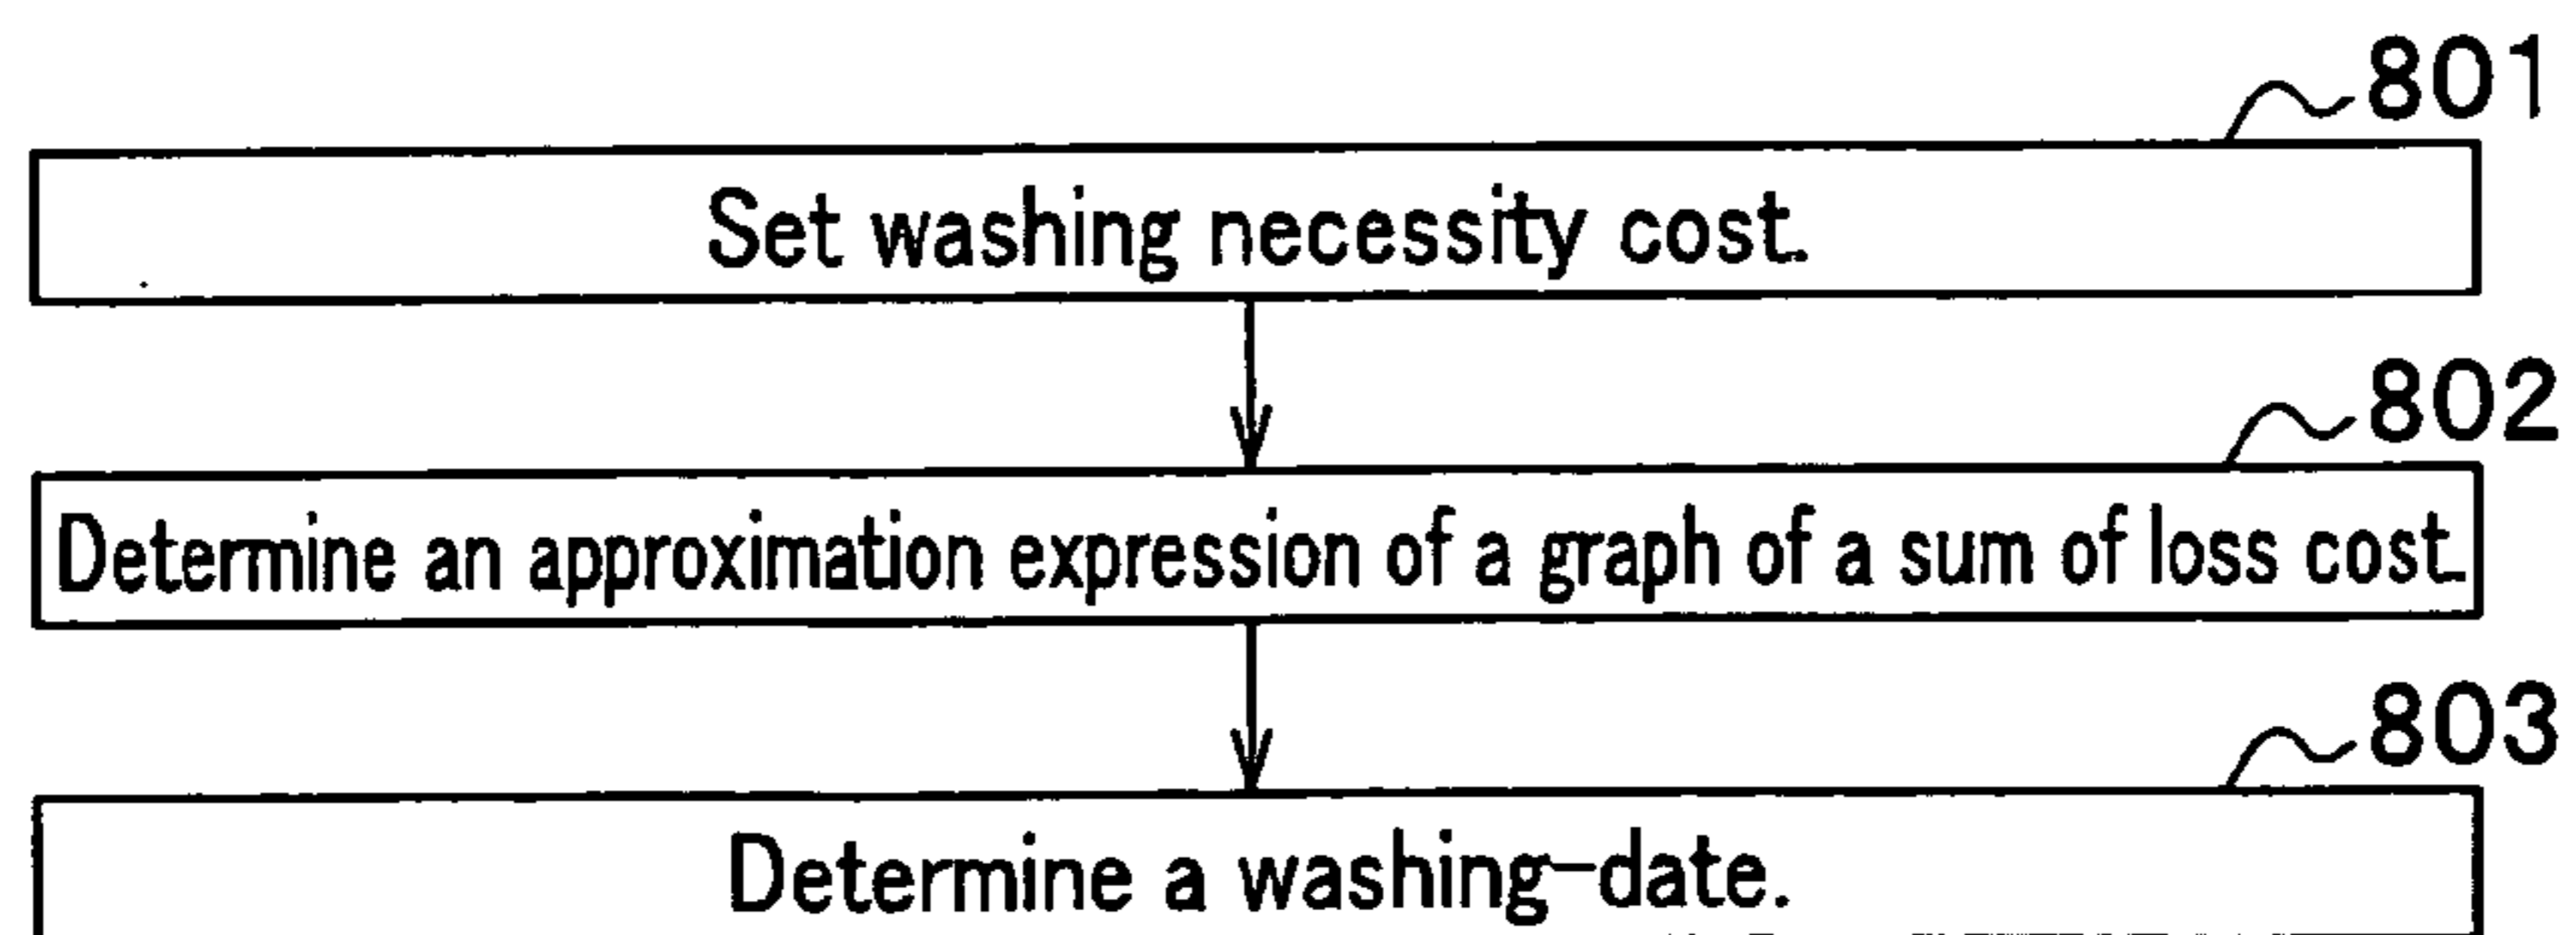 801
Set washing necessity cost.
802
Determine an approximation expression of a graph of a sum of loss cost.
803
Determine a washing-date.